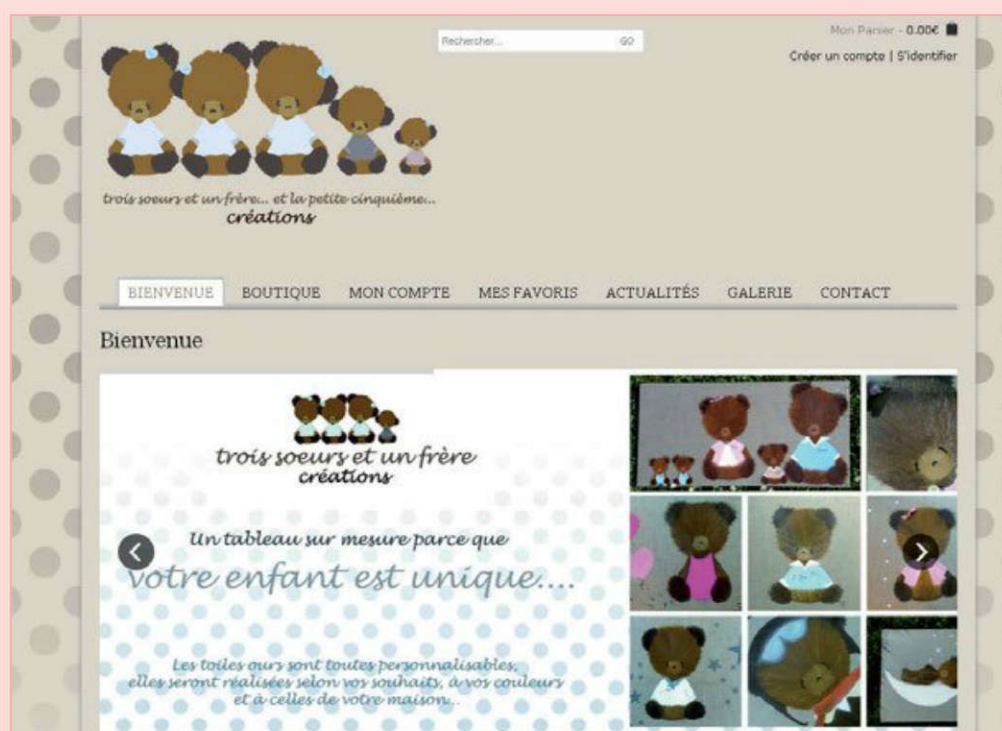 Rechercher...
GO
Mon Panier - 0.00€
Créer un compte | S'identifier
trois soeurs et un frère... et la petite cinquième...
créations
BIENVENUE BOUTIQUE MON COMPTE MES FAVORIS ACTUALITÉS GALERIE CONTACT
Bienvenue
trois soeurs et un frère
créations
Un tableau sur mesure parce que
votre enfant est unique....
Les toiles ours sont toutes personnalisables,
elles seront réalisées selon vos souhaits, à vos couleurs
et à celles de votre maison..